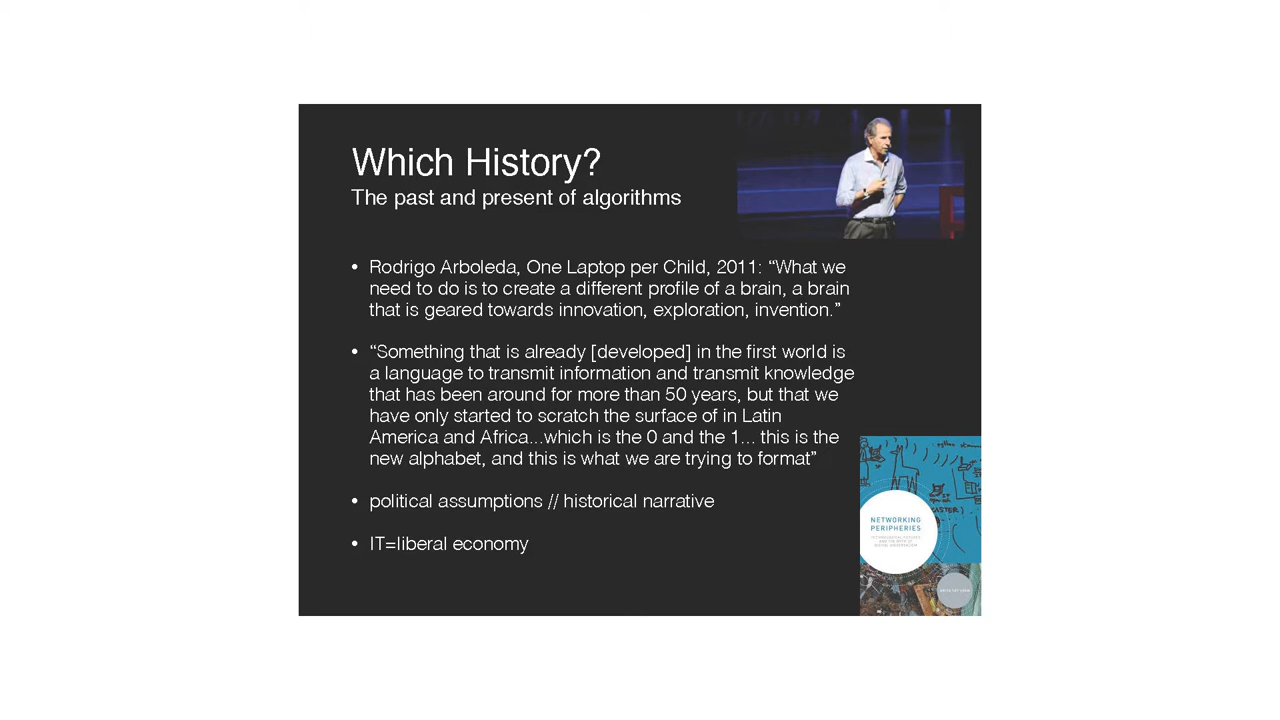 Which History?
The past and present of algorithms
• Rodrigo Arboleda, One Laptop per Child, 2011: “What we
need to do is to create a different profile of a brain, a brain
that is geared towards innovation, exploration, invention.”
• “Something that is already [developed] in the first world is
a language to transmit information and transmit knowledge
that has been around for more than 50 years, but that we
have only started to scratch the surface of in Latin
America and Africa...which is the 0 and the 1... this is the
new alphabet, and this is what we are trying to format”
• political assumptions // historical narrative
• IT=liberal economy
NETWORKING
PERIPHERIES